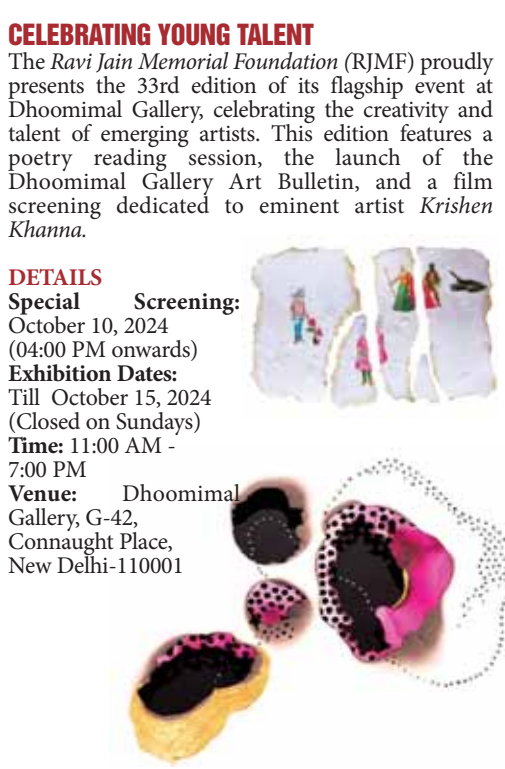 CELEBRATING YOUNG TALENT
The Ravi Jain Memorial Foundation (RJMF) proudly
presents the 33rd edition of its flagship event at
Dhoomimal Gallery, celebrating the creativity and
talent of emerging artists. This edition features a
poetry reading session, the launch of the
Dhoomimal Gallery Art Bulletin, and a film
screening dedicated to eminent artist Krishen
Khanna.
DETAILS
Special Screening:
October 10, 2024
(04:00 PM onwards)
Exhibition Dates:
Till October 15, 2024
(Closed on Sundays)
Time: 11:00 AM -
7:00 PM
Venue: Dhoomimal
Gallery, G-42,
Connaught Place,
New Delhi-110001